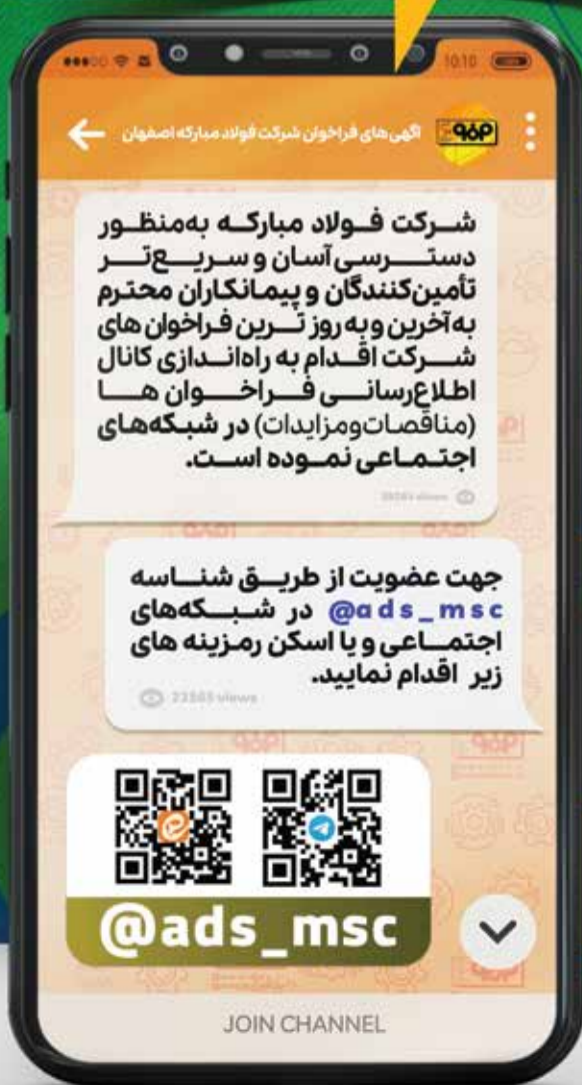 10:10
آگهی‌های فراخوان شرکت فولاد مبارکه اصفهان
شرکت فولاد مبارکه به‌منظور
دسترسی آسان و سریع‌تر
تأمین‌کنندگان و پیمانکاران محترم
به آخرین و به روز ترین فراخوان های
شرکت اقدام به راه‌اندازی کانال
اطلاع‌رسانی فراخوان ها
(مناقصات‌ومزایدات) در شبکه‌های
اجتماعی نموده است.
جهت عضویت از طریق شناسه
@ads_msc در شبکه‌های
اجتماعی و یا اسکن رمزینه های
زیر اقدام نمایید.
@ads_msc
JOIN CHANNEL